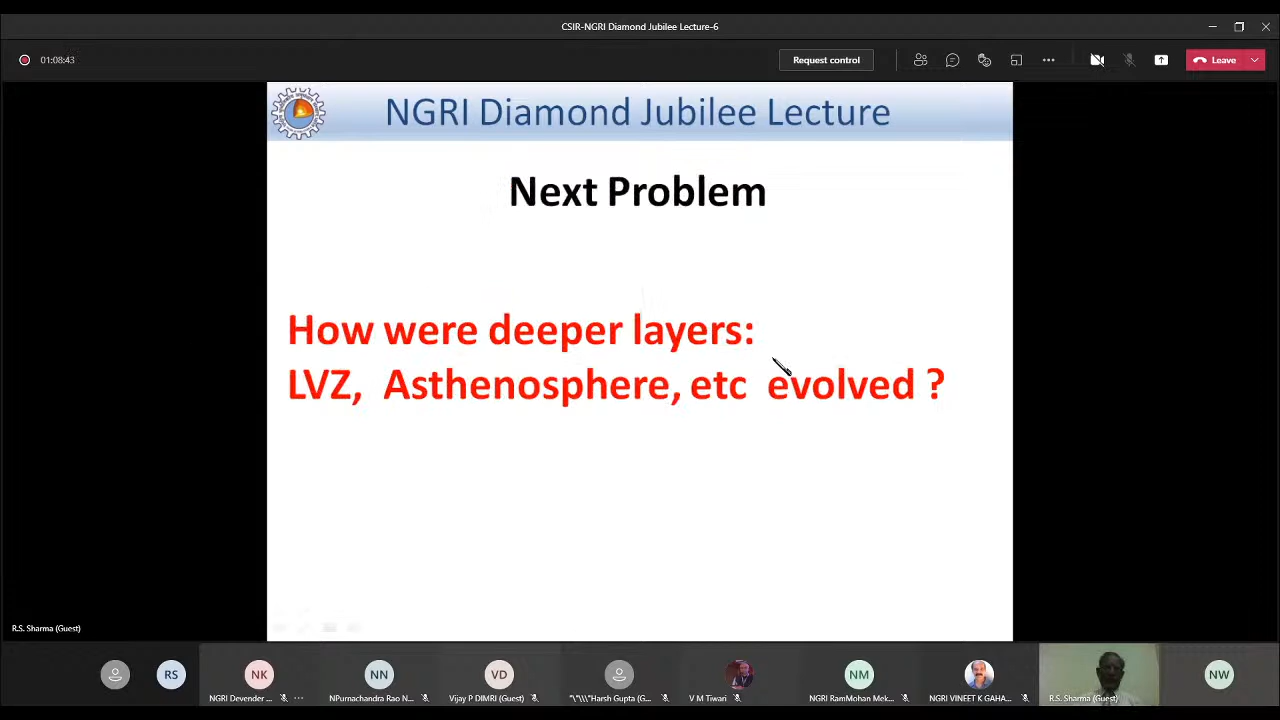 CSIR-NGRI Diamond Jubilee Lecture-6
01:08:43
Request control
Leave
NGRI Diamond Jubilee Lecture
Next Problem
How were deeper layers:
LVZ, Asthenosphere, etc evolved ?
R.S. Sharma (Guest)
RS
NK
NN
VD
NM
NW
NGRI Devender ...
NPurnachandra Rao N...
Vijay P DIMRI (Guest)
"\"\\\"Harsh Gupta (G...
V M Tiwari
NGRI RamMohan Mek...
NGRI VINEET K GAHA...
R.S. Sharma (Guest)